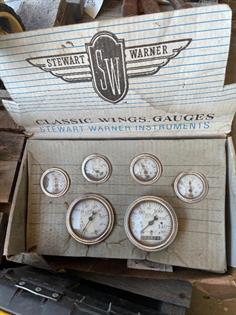 STEWART WARNER
SW
CLASSIC WINGS GAUGES
STEWART WARNER INSTRUMENTS